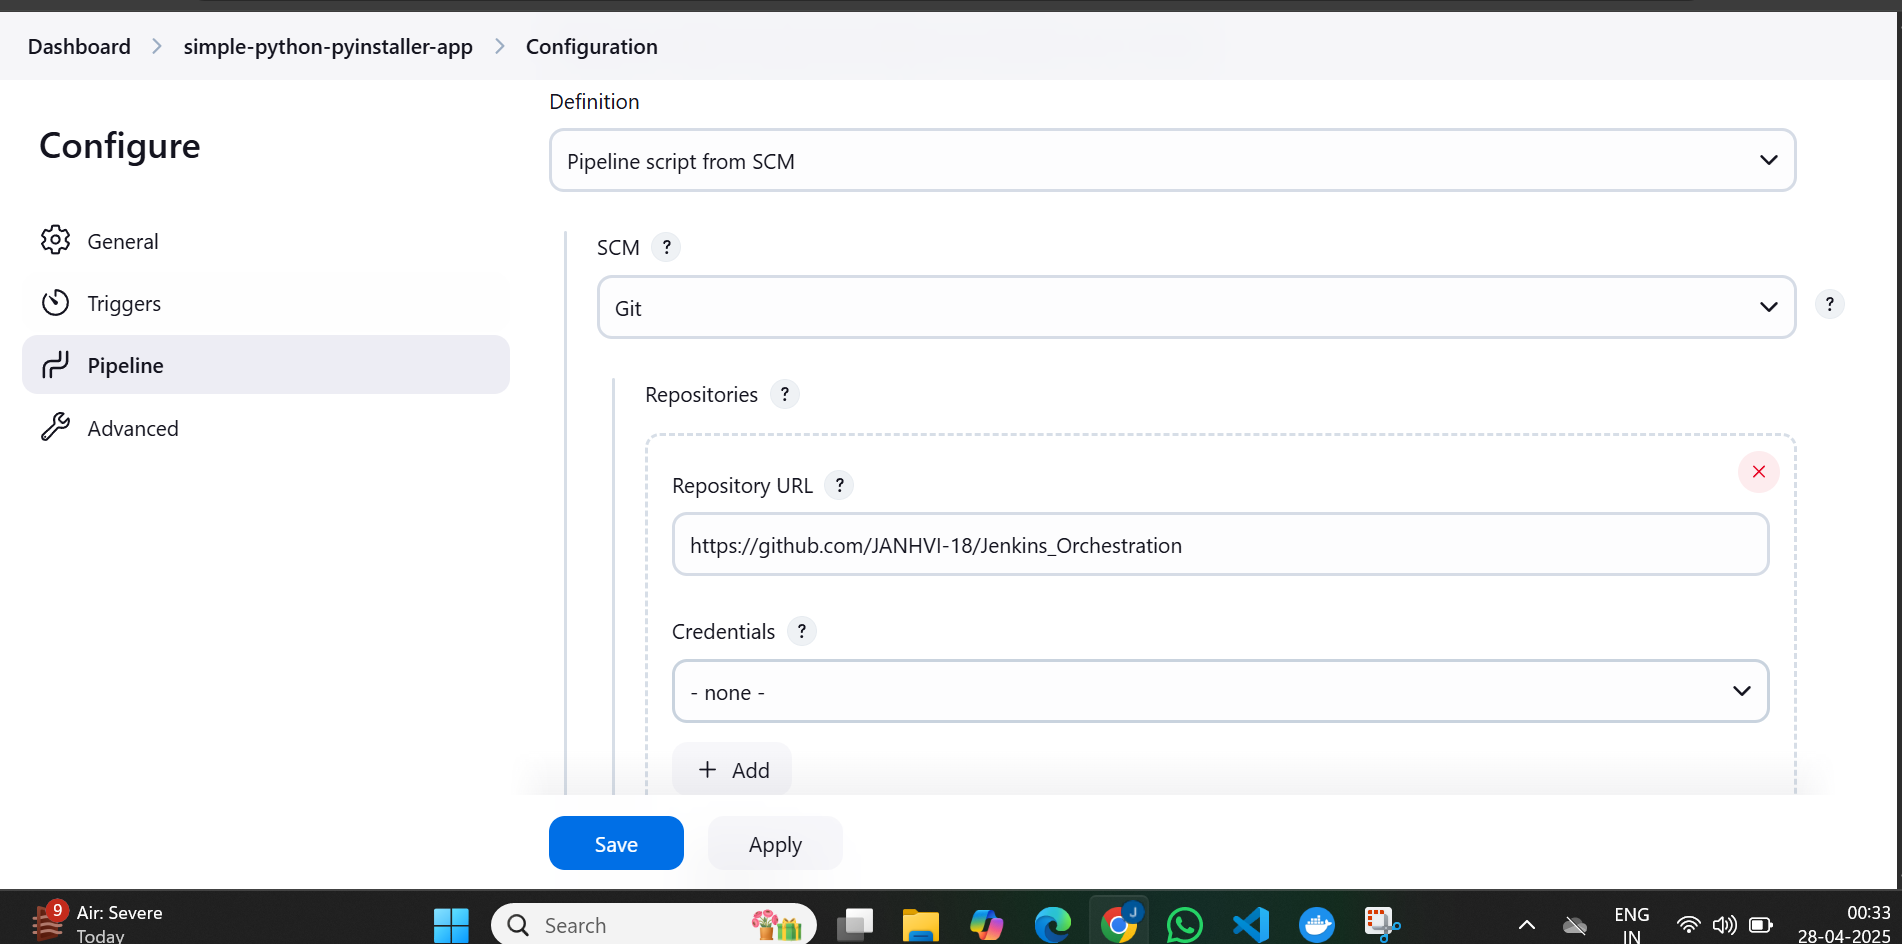 Dashboard > simple-python-pyinstaller-app > Configuration
Configure
General
Triggers
Pipeline
Advanced
Definition
Pipeline script from SCM
SCM ?
Git
?
Repositories ?
Repository URL ?
https://github.com/JANHVI-18/Jenkins_Orchestration
Credentials ?
- none -
+ Add
Save
Apply
9
Air: Severe
Today
Search
J
ENG
IN
00:33
28-04-2025